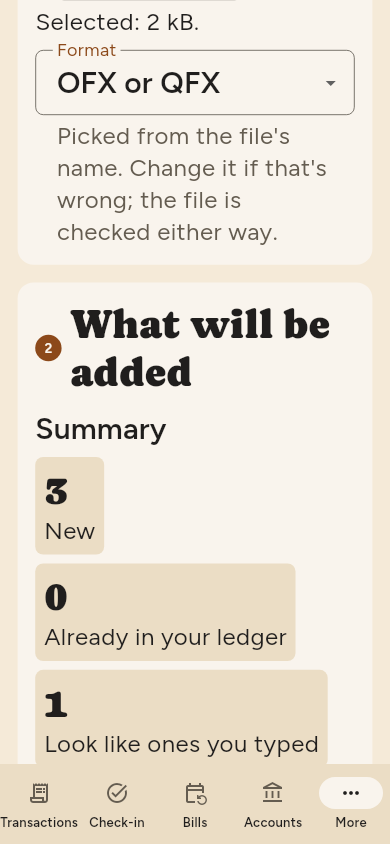 Selected: 2 kB.
Format
OFX or QFX
Picked from the file's
name. Change it if that's
wrong; the file is
checked either way.
2
What will be
added
Summary
3
New
0
Already in your ledger
1
Look like ones you typed
Transactions
Check-in
Bills
Accounts
More